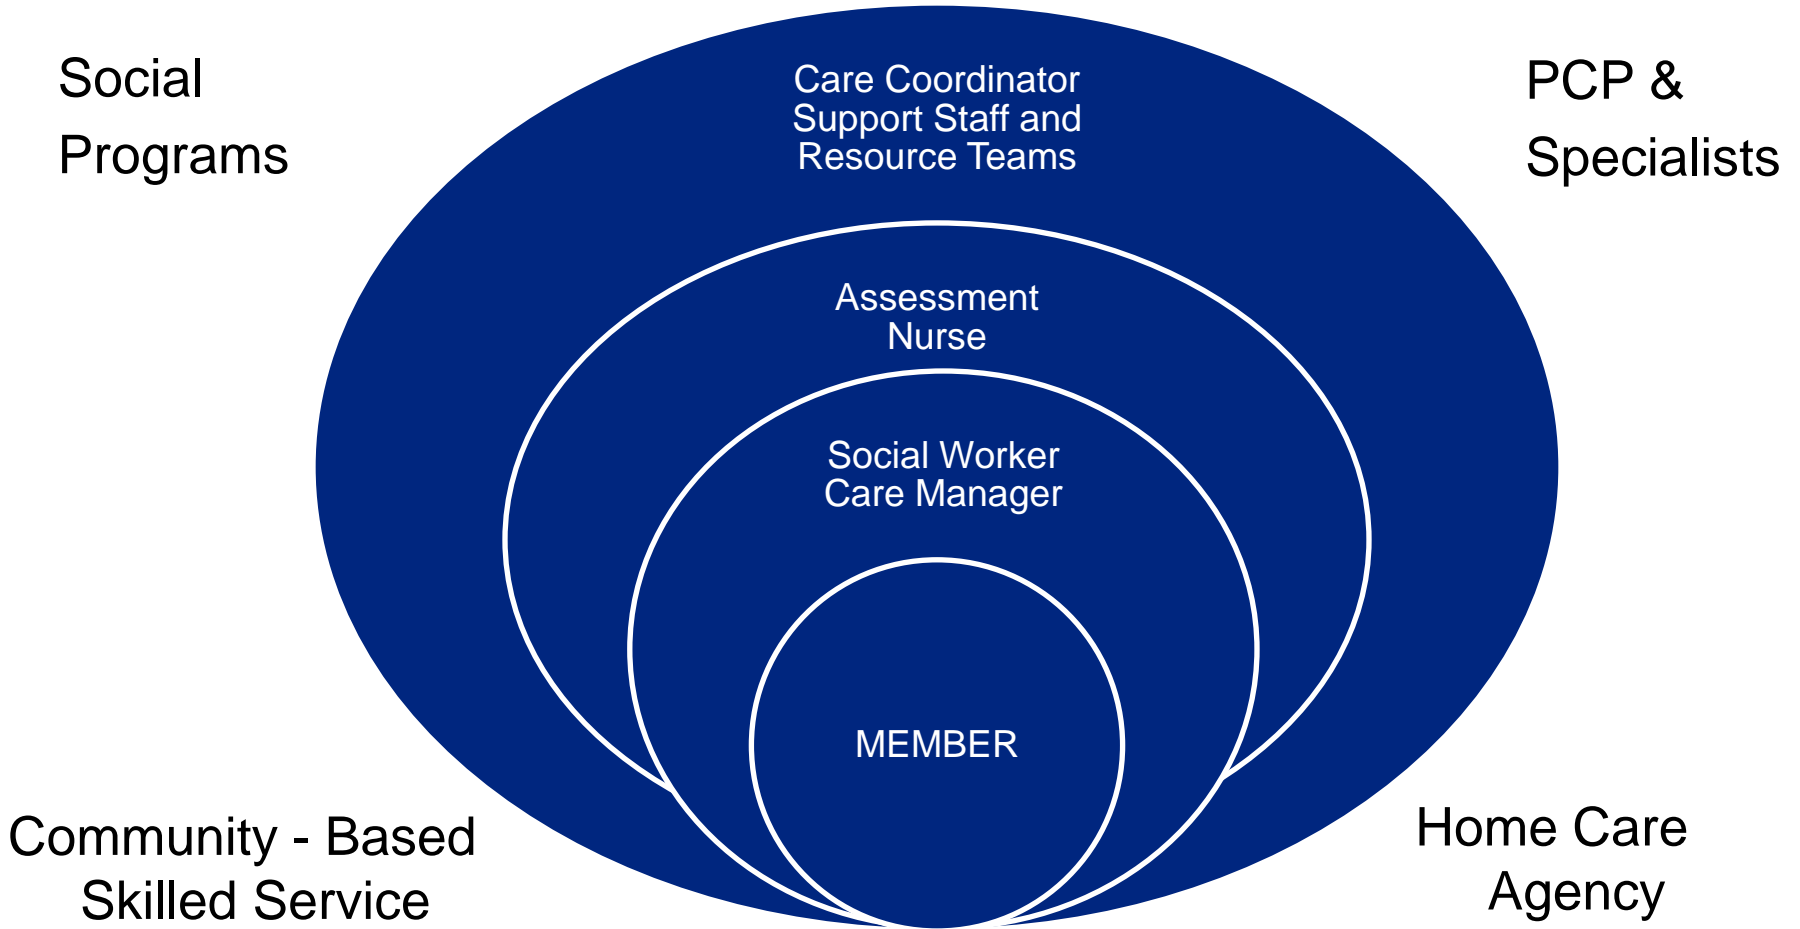 Social
Programs
Care Coordinator
Support Staff and
Resource Teams
PCP &
Specialists
Assessment
Nurse
Social Worker
Care Manager
MEMBER
Community - Based
Skilled Service
Home Care
Agency